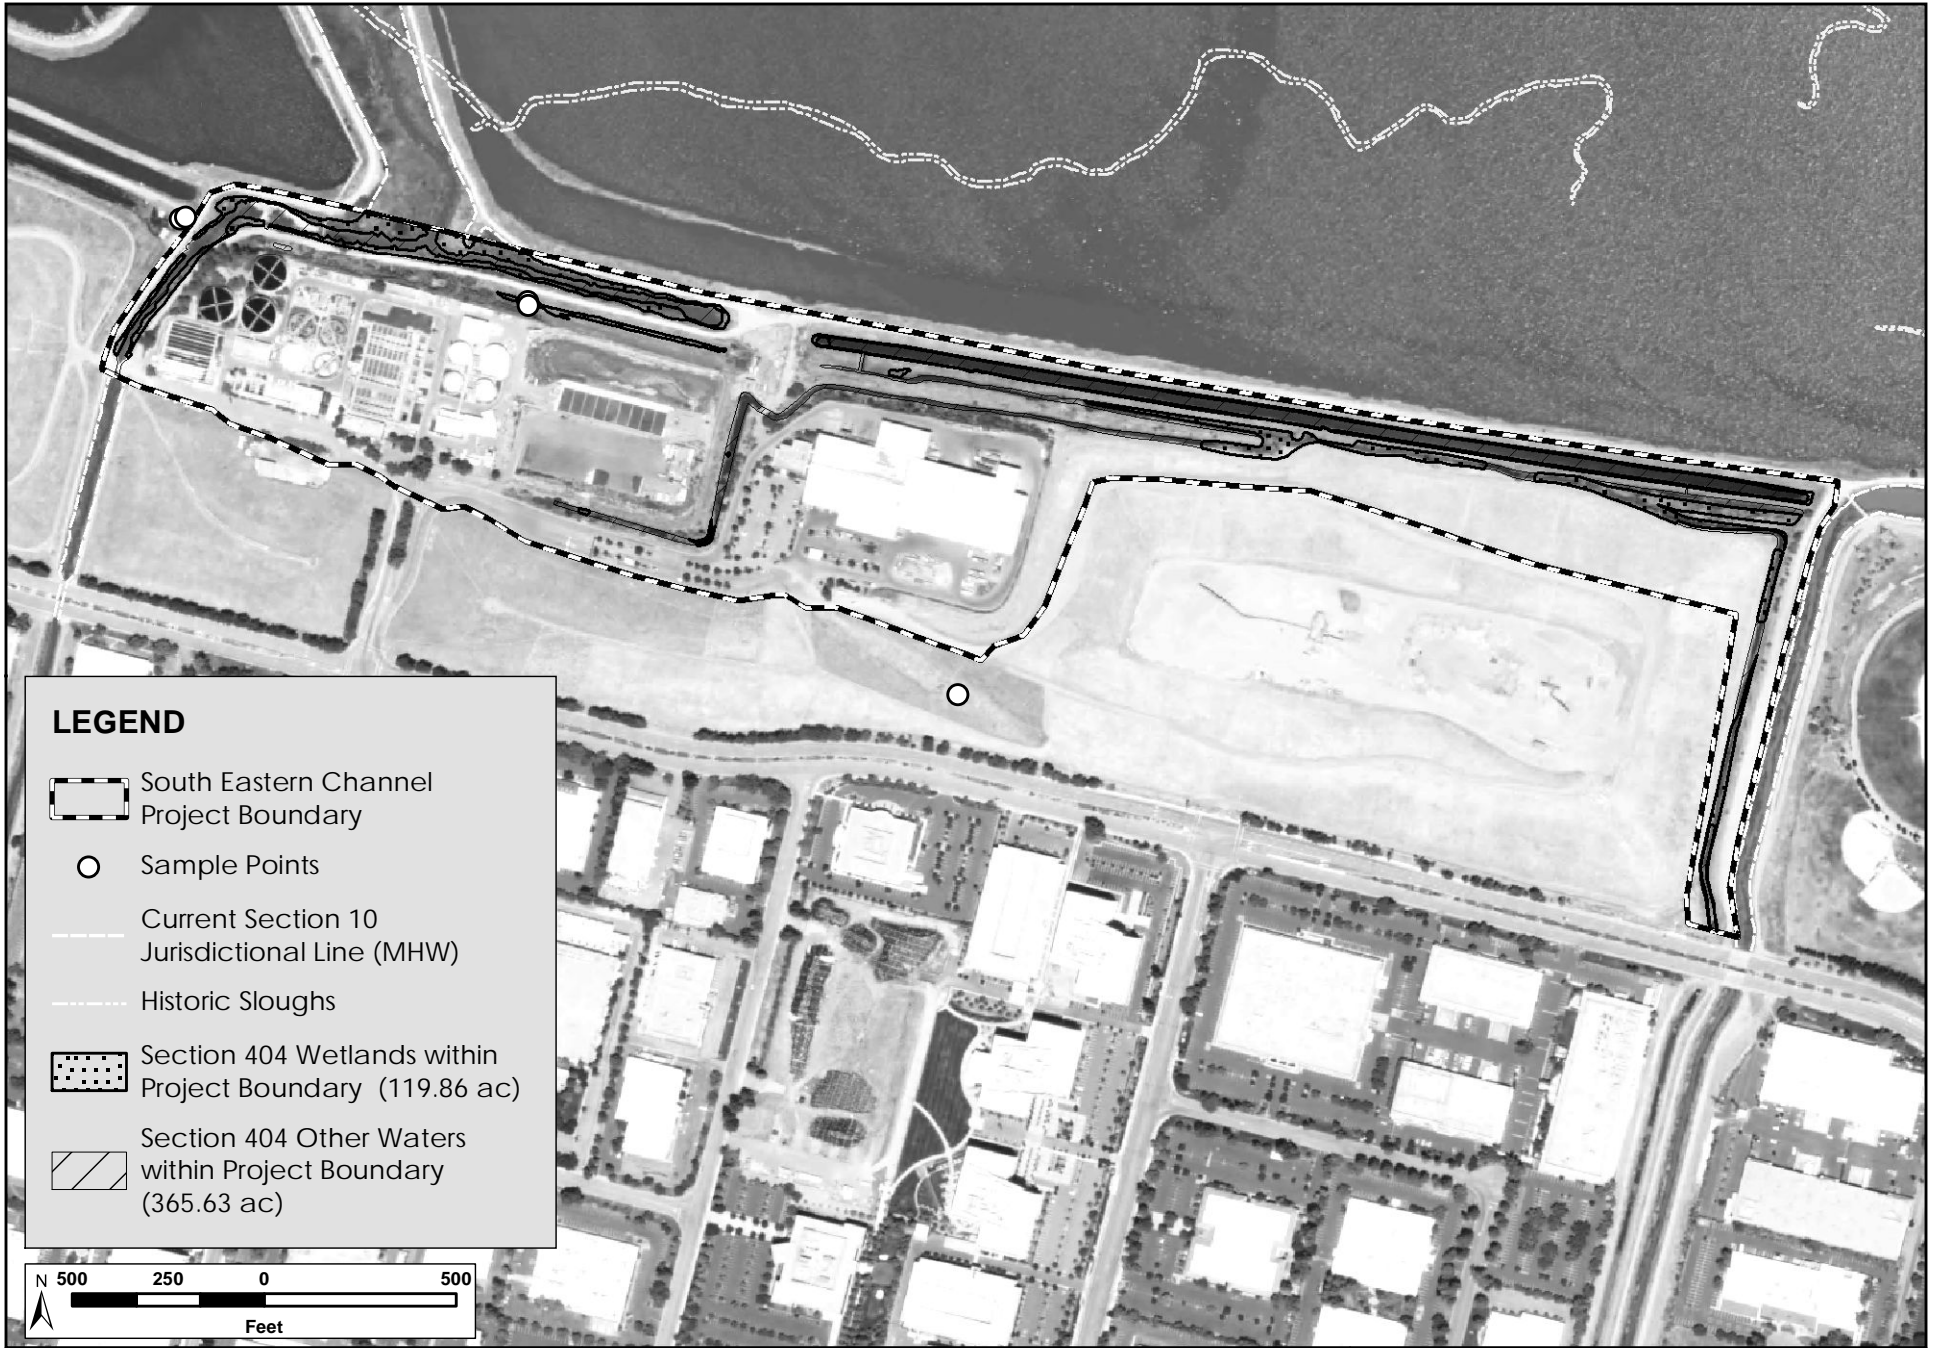 LEGEND
South Eastern Channel
Project Boundary
Sample Points
Current Section 10
Jurisdictional Line (MHW)
Historic Sloughs
Section 404 Wetlands within
Project Boundary (119.86 ac)
Section 404 Other Waters
within Project Boundary
(365.63 ac)
N 500 250 0 500
Feet